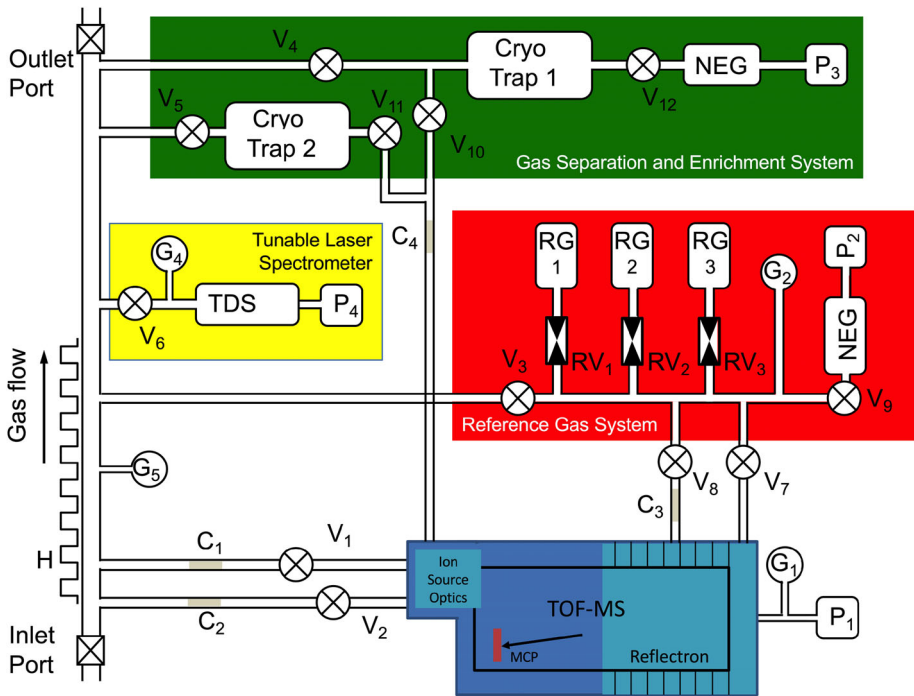 Outlet
Port
V4
Cryo
Trap 1
V12
NEG
P3
V5
Cryo
Trap 2
V11
V10
Gas Separation and Enrichment System
C4
Tunable Laser
Spectrometer
G4
TDS
P4
V6
RG
1
RG
2
RG
3
G2
P2
NEG
V3
RV1
RV2
RV3
V9
Reference Gas System
Gas flow
G5
V8
V7
C3
H
C1
V1
C2
V2
Ion
Source
Optics
TOF-MS
MCP
Reflectron
G1
P1
Inlet
Port